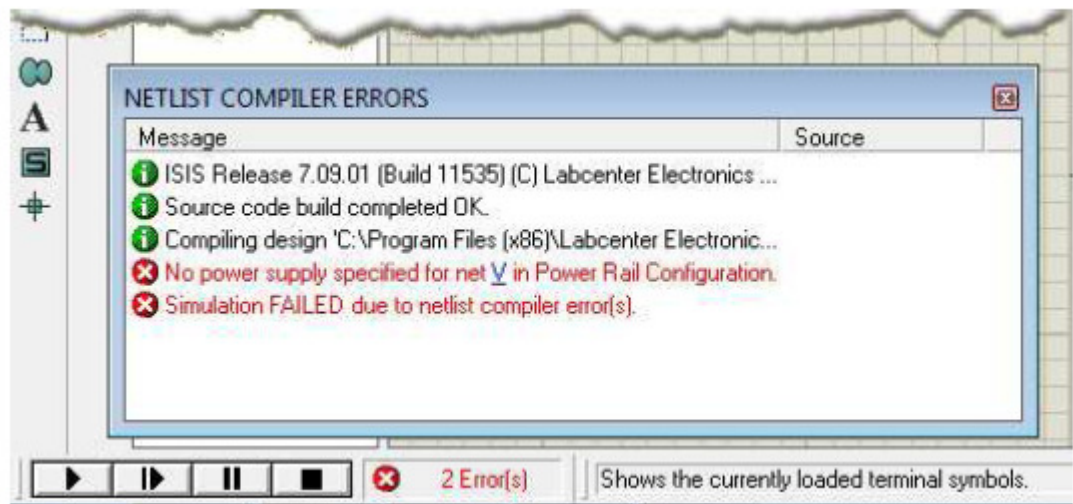 NETLIST COMPILER ERRORS
Message Source
ISIS Release 7.09.01 (Build 11535) (C) Labcenter Electronics ...
Source code build completed OK.
Compiling design 'C:\Program Files (x86)\Labcenter Electronic...
No power supply specified for net V in Power Rail Configuration.
Simulation FAILED due to netlist compiler error(s).
A
S
2 Error(s)
Shows the currently loaded terminal symbols.